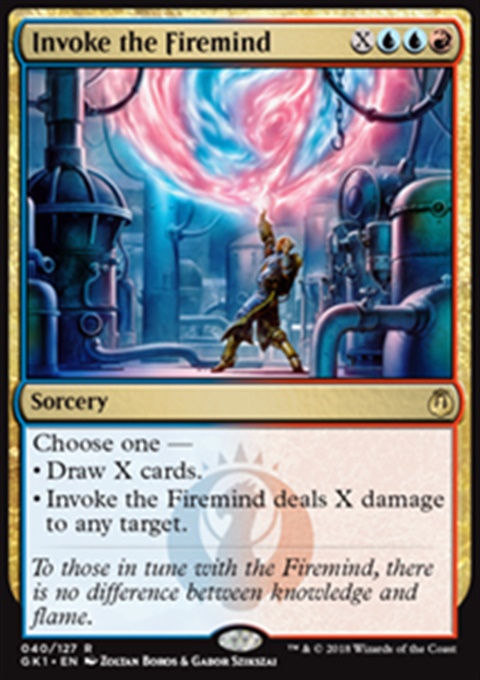 Invoke the Firemind X
Sorcery
Choose one —
• Draw X cards.
• Invoke the Firemind deals X damage
to any target.
To those in tune with the Firemind, there
is no difference between knowledge and
flame.
040/127 R
GK1 • EN Zoltan Boros & Gabor Szikszai
™ & © 2018 Wizards of the Coast